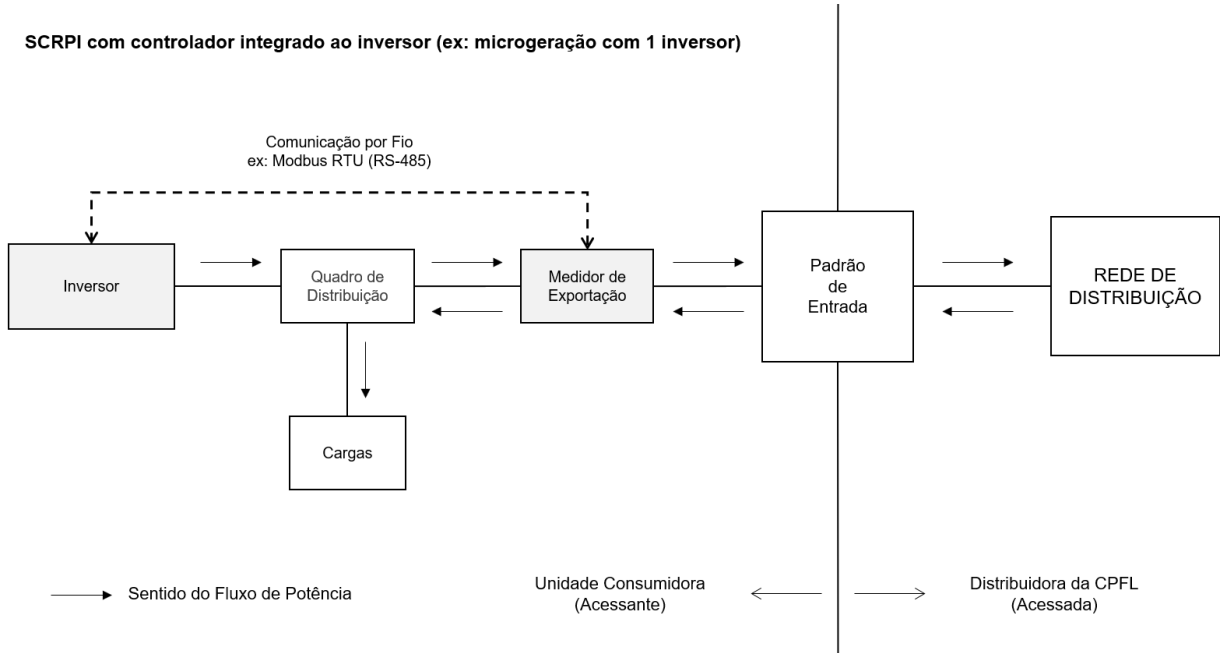 SCRPI com controlador integrado ao inversor (ex: microgeração com 1 inversor)
Comunicação por Fio
ex: Modbus RTU (RS-485)
Inversor
Quadro de
Distribuição
Medidor de
Exportação
Padrão
de
Entrada
REDE DE
DISTRIBUIÇÃO
Cargas
Sentido do Fluxo de Potência
Unidade Consumidora
(Acessante)
Distribuidora da CPFL
(Acessada)